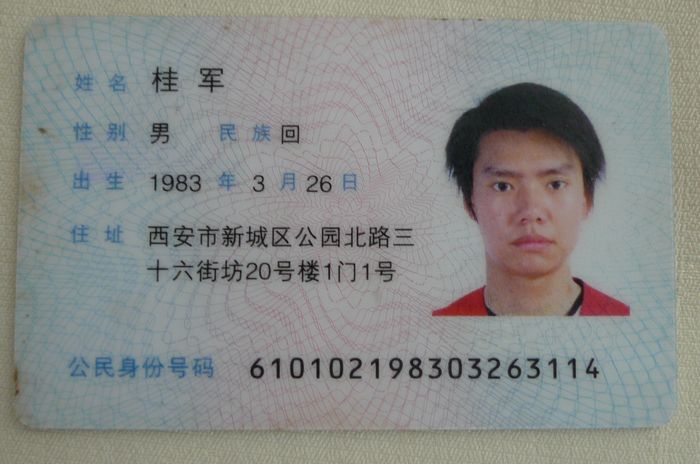 姓名 桂军
性别 男 民族 回
出生 1983 年 3 月 26 日
住址 西安市新城区公园北路三
十六街坊20号楼1门1号
公民身份号码 610102198303263114